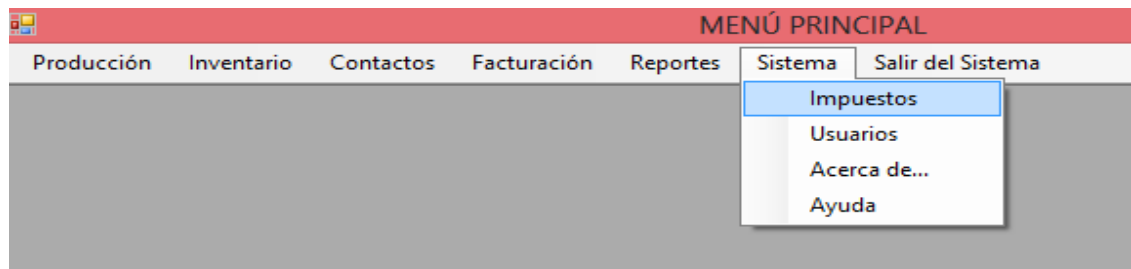 MENÚ PRINCIPAL
Producción Inventario Contactos Facturación Reportes Sistema Salir del Sistema
Impuestos
Usuarios
Acerca de...
Ayuda